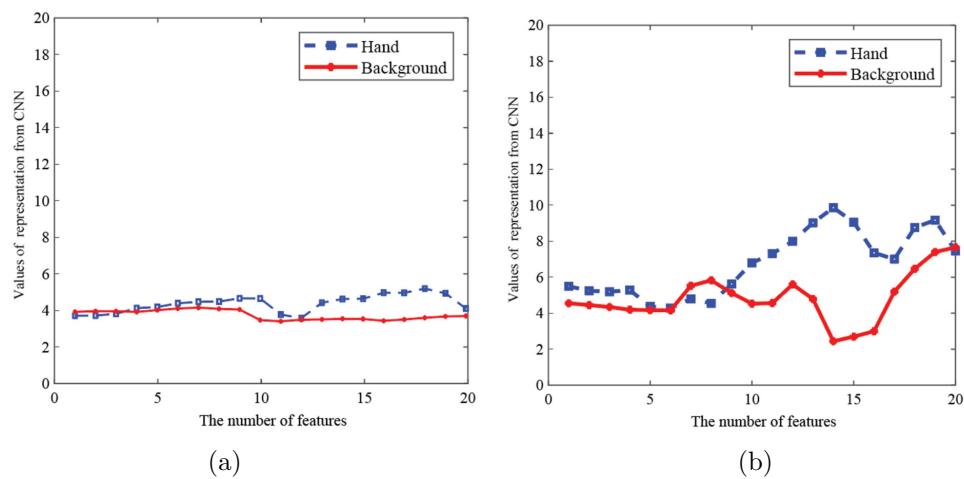 20
18
16
14
12
10
8
6
4
2
0
Values of representation from CNN
Hand
Background
0 5 10 15 20
The number of features
(a)
20
18
16
14
12
10
8
6
4
2
0
Values of representation from CNN
Hand
Background
0 5 10 15 20
The number of features
(b)